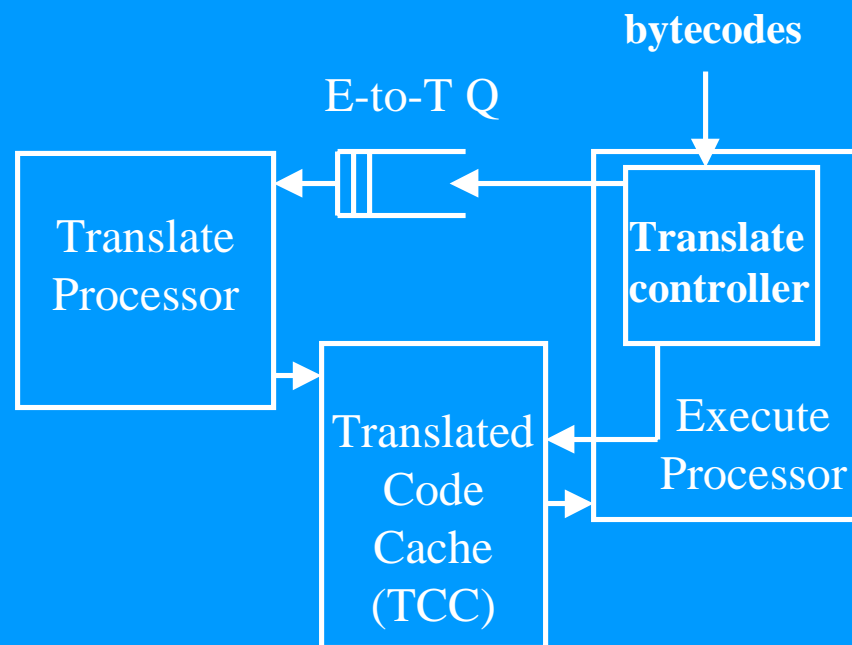 bytecodes
E-to-T Q
Translate
Processor
Translate
controller
Execute
Processor
Translated
Code
Cache
(TCC)